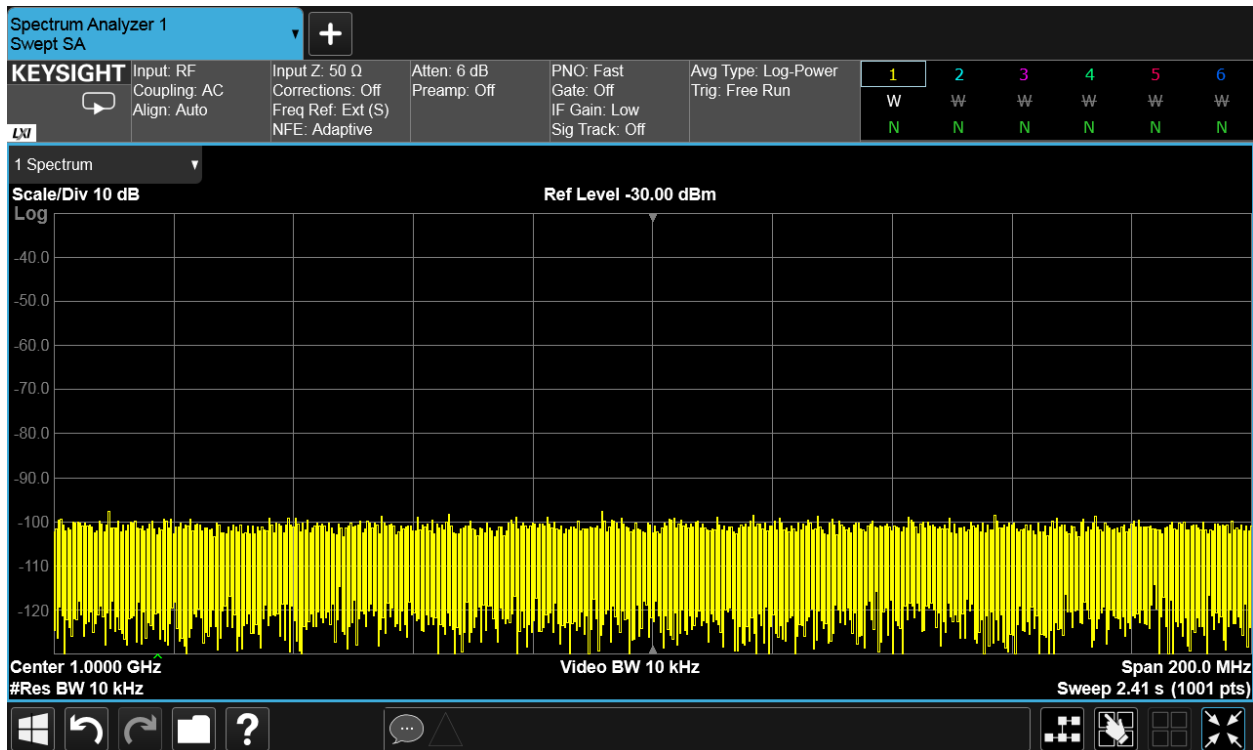 Spectrum Analyzer 1
Swept SA
+
KEYSIGHT
LXI
Input: RF
Coupling: AC
Align: Auto
Input Z: 50 Ω
Corrections: Off
Freq Ref: Ext (S)
NFE: Adaptive
Atten: 6 dB
Preamp: Off
PNO: Fast
Gate: Off
IF Gain: Low
Sig Track: Off
Avg Type: Log-Power
Trig: Free Run
1 2 3 4 5 6
W W W W W W
N N N N N N
1 Spectrum
Scale/Div 10 dB
Ref Level -30.00 dBm
Log
-40.0
-50.0
-60.0
-70.0
-80.0
-90.0
-100
-110
-120
Center 1.0000 GHz
Video BW 10 kHz
Span 200.0 MHz
#Res BW 10 kHz
Sweep 2.41 s (1001 pts)
?